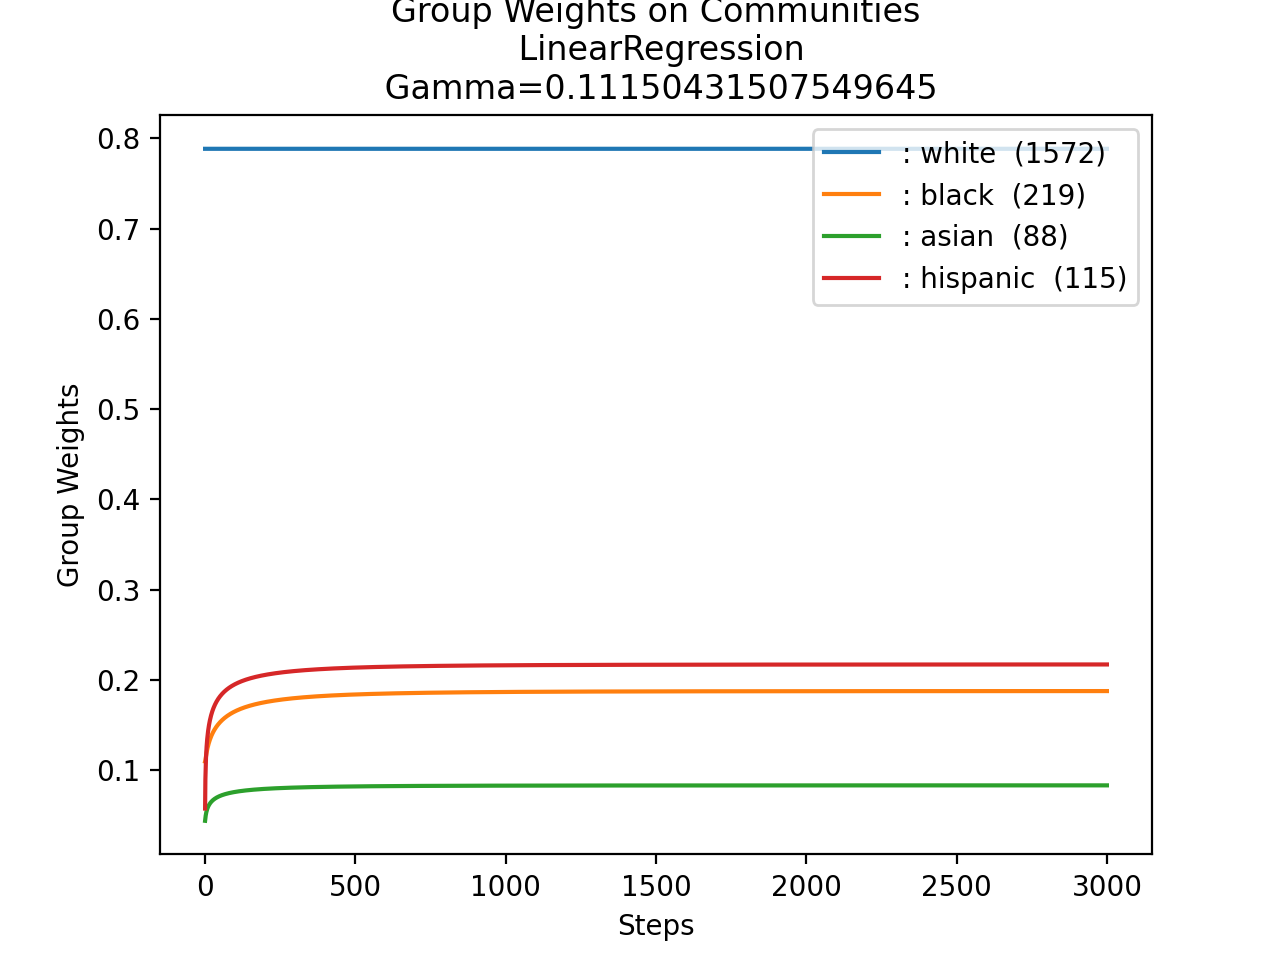 Group Weights on Communities
LinearRegression
Gamma=0.11150431507549645
0.8
0.7
0.6
0.5
0.4
0.3
0.2
0.1
Group Weights
: white (1572)
: black (219)
: asian (88)
: hispanic (115)
0 500 1000 1500 2000 2500 3000
Steps